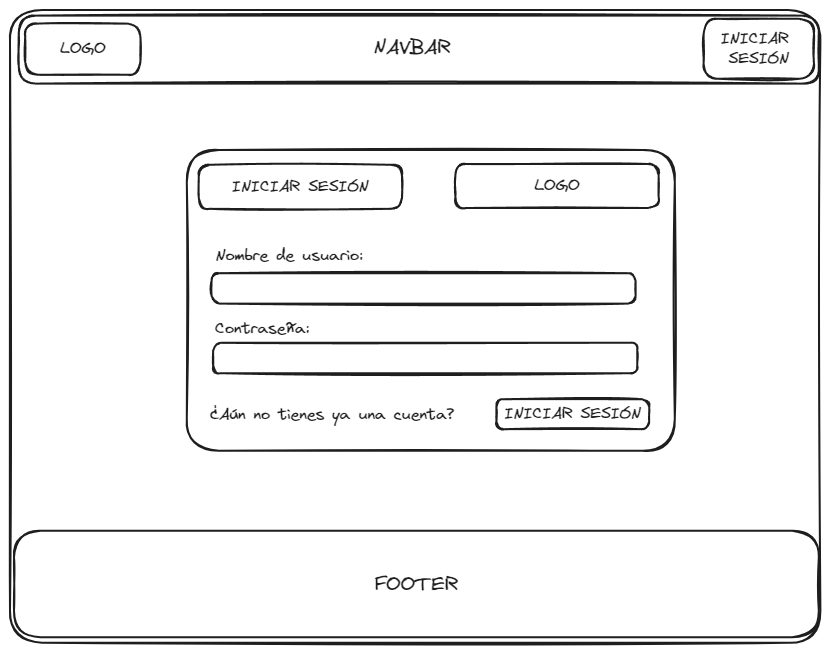 LOGO
NAVBAR
INICIAR
SESIÓN
INICIAR SESIÓN
LOGO
Nombre de usuario:
Contraseña:
¿Aún no tienes ya una cuenta?
INICIAR SESIÓN
FOOTER